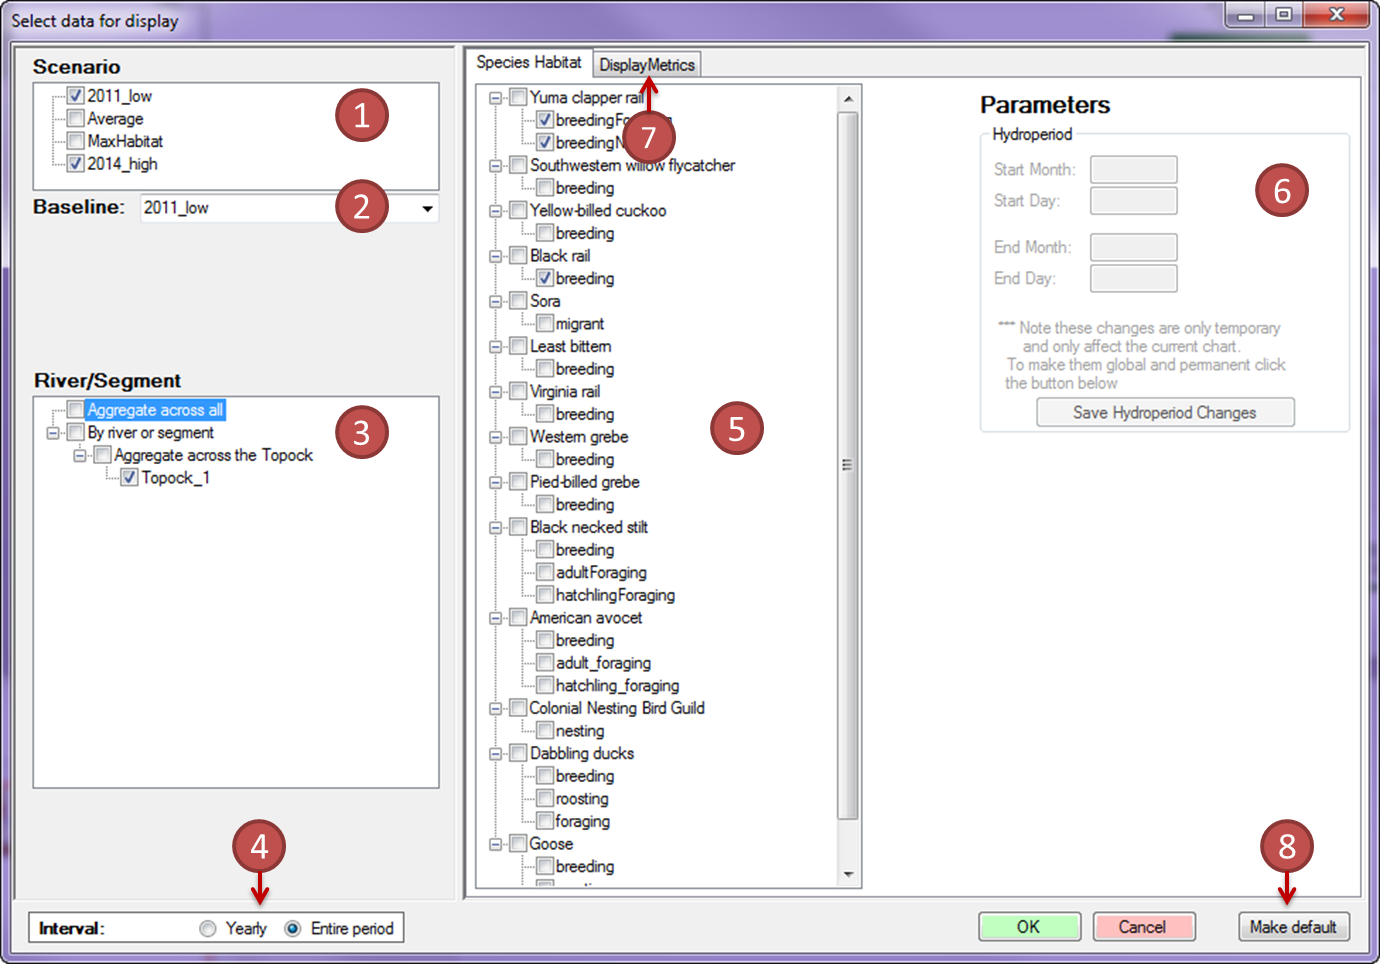 Select data for display
Scenario
2011_low
Average
MaxHabitat
2014_high
1
Baseline: 2011_low
2
River/Segment
Aggregate across all
By river or segment
Aggregate across the Topock
Topock_1
3
4
Interval: Yearly Entire period
Species Habitat DisplayMetrics
7
Yuma clapper rail
Southwestern willow flycatcher
breeding
Yellow-billed cuckoo
breeding
Black rail
breeding
Sora
migrant
Least bittern
breeding
Virginia rail
breeding
Western grebe
breeding
Pied-billed grebe
breeding
Black necked stilt
breeding
adultForaging
hatchlingForaging
American avocet
breeding
adult_foraging
hatchling_foraging
Colonial Nesting Bird Guild
nesting
Dabbling ducks
breeding
roosting
foraging
Goose
breeding
5
Parameters
Hydroperiod
Start Month:
Start Day:
End Month:
End Day:
6
*** Note these changes are only temporary
and only affect the current chart.
To make them global and permanent click
the button below
Save Hydroperiod Changes
8
OK Cancel Make default